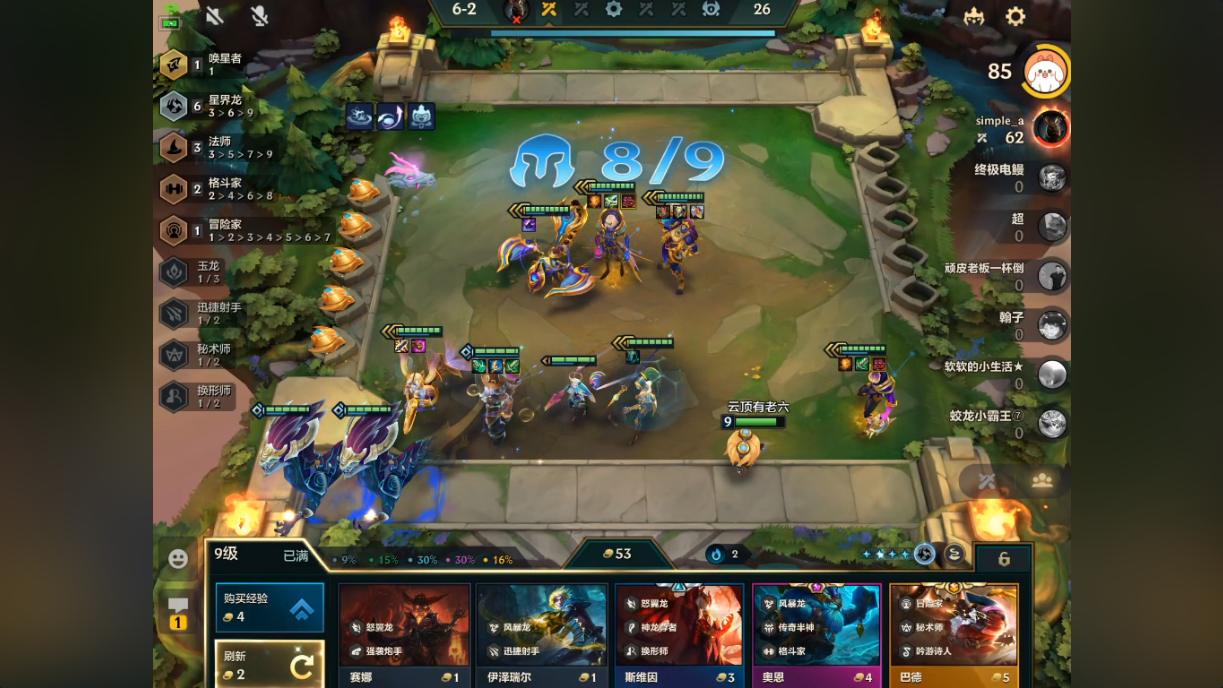 6-2
26
1 唤星者
1
6 星界龙
3 > 6 > 9
3 法师
3 > 5 > 7 > 9
2 格斗家
2 > 4 > 6 > 8
1 冒险家
1 > 2 > 3 > 4 > 5 > 6 > 7
玉龙
1 / 3
迅捷射手
1 / 2
秘术师
1 / 2
换形师
1 / 2
8/9
85
simple_a
62
终极电鳗
0
超
0
顽皮老板一杯倒
0
翰子
0
软软的小生活★
0
蛟龙小霸王⑦
0
云顶有老六
9
9级
已满
9%
15%
30%
30%
16%
53
2
6
1
购买经验
4
刷新
2
怒翼龙
强袭炮手
赛娜
1
风暴龙
迅捷射手
伊泽瑞尔
1
怒翼龙
神龙尊者
换形师
斯维因
3
风暴龙
传奇半神
格斗家
奥恩
4
冒险家
秘术师
吟游诗人
巴德
5